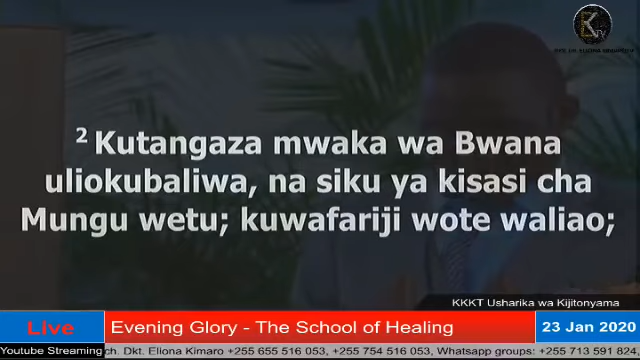 ² Kutangaza mwaka wa Bwana
uliokubaliwa, na siku ya kisasi cha
Mungu wetu; kuwafariji wote waliao;
KKKT Usharika wa Kijitonyama
Live
Evening Glory - The School of Healing
23 Jan 2020
Youtube Streaming
ch. Dkt. Eliona Kimaro +255 655 516 053, +255 754 516 053, Whatsapp groups: +255 713 591 824